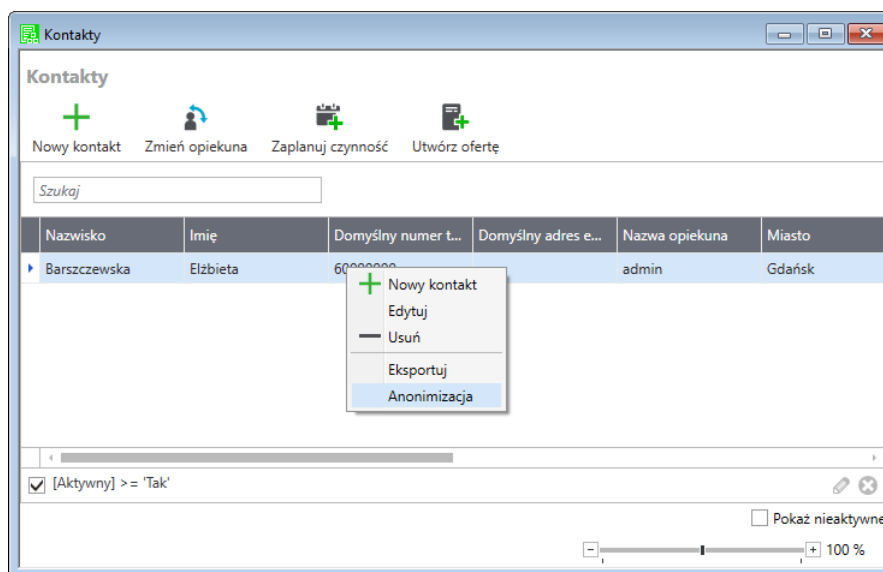 Kontakty
Kontakty
Nowy kontakt Zmień opiekuna Zaplanuj czynność Utwórz ofertę
Szukaj
Nazwisko Imię Domyślny numer t... Domyślny adres e... Nazwa opiekuna Miasto
Barszczewska Elżbieta admin Gdańsk
Nowy kontakt
Edytuj
Usuń
Eksportuj
Anonimizacja
[Aktywny] >= 'Tak'
Pokaż nieaktywne
100 %